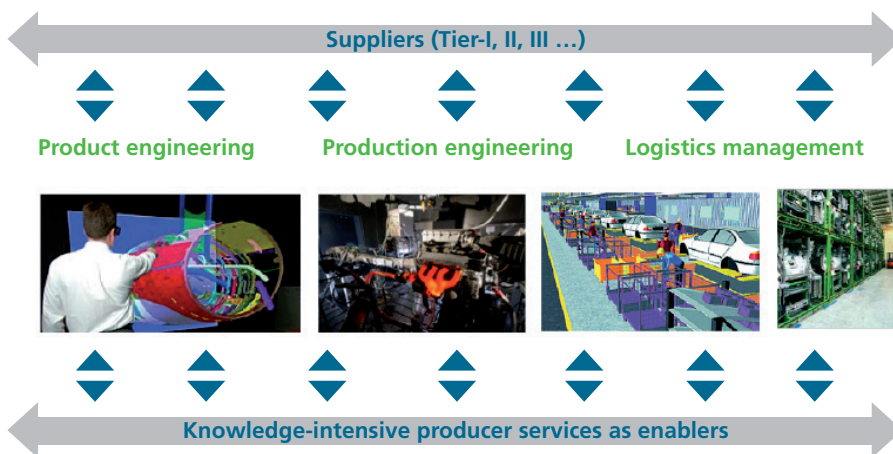 Suppliers (Tier-I, II, III ...)
Product engineering
Production engineering
Logistics management
Knowledge-intensive producer services as enablers